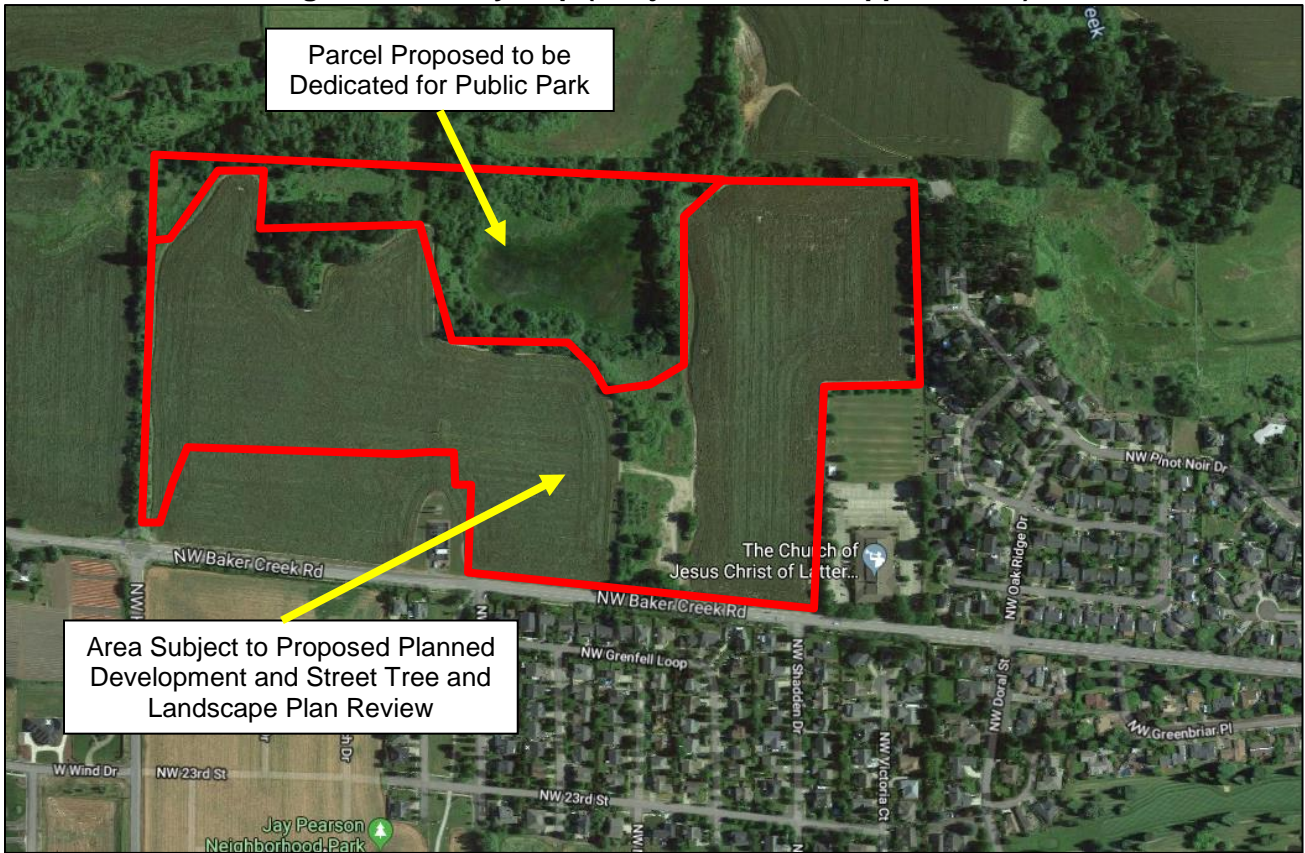 Parcel Proposed to be
Dedicated for Public Park
eek
NW Pinot Noir Dr
NW Oak Ridge Dr
The Church of
Jesus Christ of Latter...
NW Baker Creek Rd
NW Baker Creek Rd
Area Subject to Proposed Planned
Development and Street Tree and
Landscape Plan Review
NW Grenfell Loop
NW Shadden Dr
NW Doral St
NW Victoria Ct
NW Greenbriar Pl
W Wind Dr
NW 23rd St
NW 23rd St
Jay Pearson
Neighborhood Park